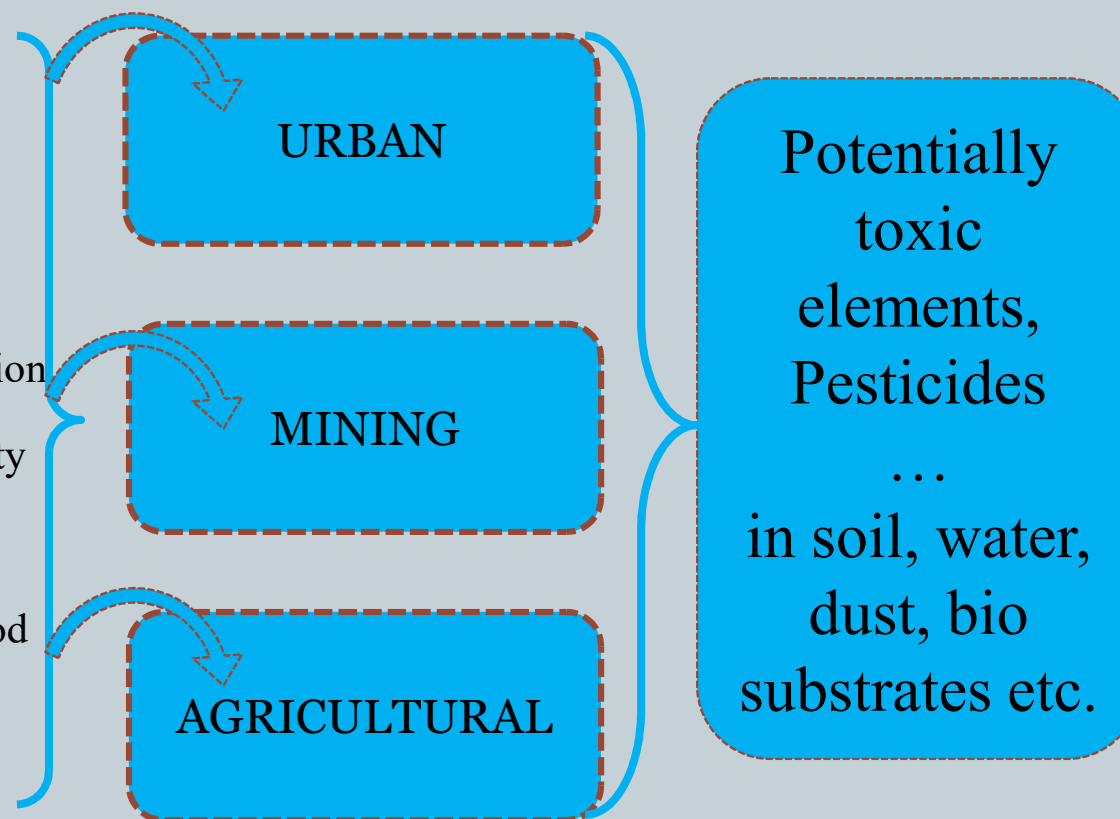 URBAN
MINING
AGRICULTURAL
Potentially
toxic
elements,
Pesticides
…
in soil, water,
dust, bio
substrates etc.